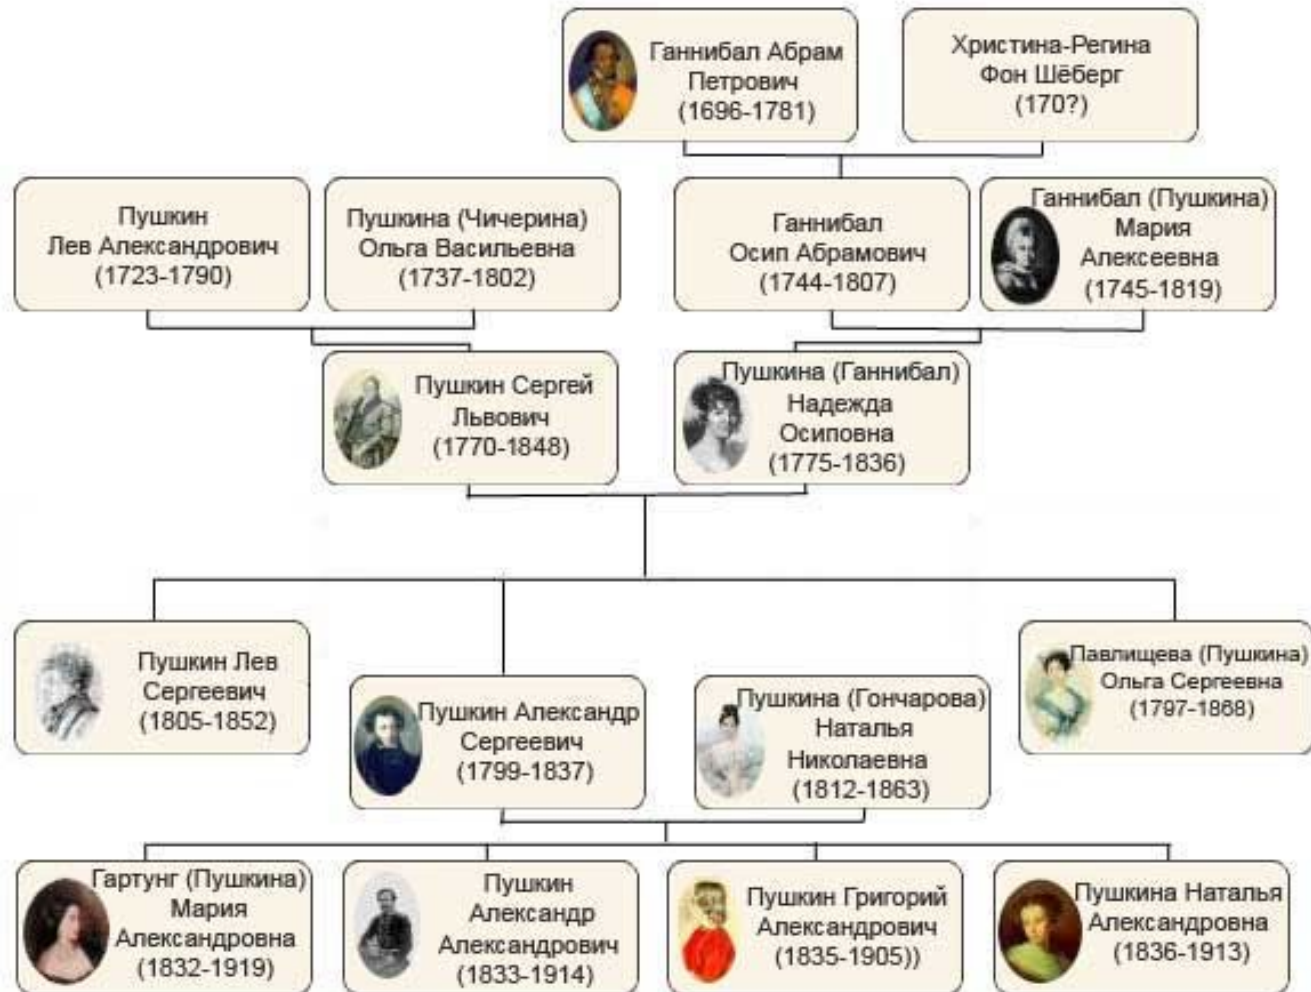 Ганнибал Абрам
Петрович
(1696-1781)
Христина-Регина
Фон Шёберг
(170?)
Пушкин
Лев Александрович
(1723-1790)
Пушкина (Чичерина)
Ольга Васильевна
(1737-1802)
Ганнибал
Осип Абрамович
(1744-1807)
Ганнибал (Пушкина)
Мария
Алексеевна
(1745-1819)
Пушкин Сергей
Львович
(1770-1848)
Пушкина (Ганнибал)
Надежда
Осиповна
(1775-1836)
Пушкин Лев
Сергеевич
(1805-1852)
Пушкин Александр
Сергеевич
(1799-1837)
Пушкина (Гончарова)
Наталья
Николаевна
(1812-1863)
Павлищева (Пушкина)
Ольга Сергеевна
(1797-1868)
Гартунг (Пушкина)
Мария
Александровна
(1832-1919)
Пушкин
Александр
Александрович
(1833-1914)
Пушкин Григорий
Александрович
(1835-1905))
Пушкина Наталья
Александровна
(1836-1913)